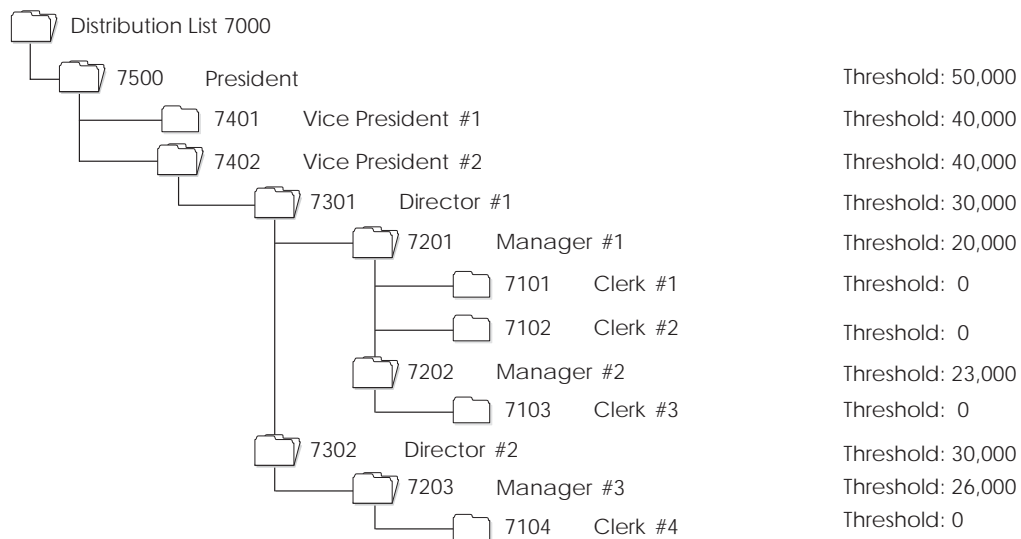 Distribution List 7000
7500 President Threshold: 50,000
7401 Vice President #1 Threshold: 40,000
7402 Vice President #2 Threshold: 40,000
7301 Director #1 Threshold: 30,000
7201 Manager #1 Threshold: 20,000
7101 Clerk #1 Threshold: 0
7102 Clerk #2 Threshold: 0
7202 Manager #2 Threshold: 23,000
7103 Clerk #3 Threshold: 0
7302 Director #2 Threshold: 30,000
7203 Manager #3 Threshold: 26,000
7104 Clerk #4 Threshold: 0